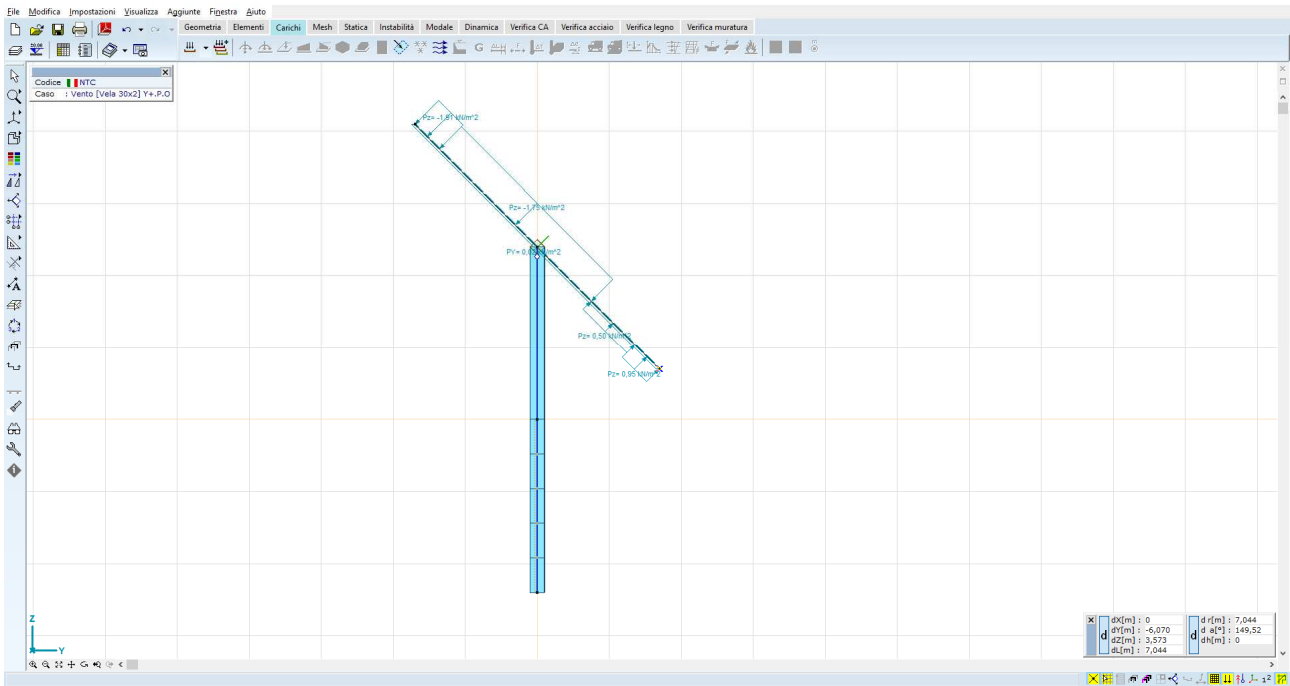 File Modifica Impostazioni Visualizza Aggiunte Finestra Aiuto
Geometria Elementi Carichi Mesh Statica Instabilità Modale Dinamica Verifica CA Verifica acciaio Verifica legno Verifica muratura
Codice NTC
Caso : Vento [Vela 30x2] Y+.P.O
Pz= -1,91 kN/m^2
Pz= -1,75 kN/m^2
Pz= 0,50 kN/m^2
Pz= 0,95 kN/m^2
Z
Y
dX[m] : 0
dY[m] : -6,070
dZ[m] : 3,573
dL[m] : 7,044
d
d r[m] : 7,044
d a[°] : 149,52
dh[m] : 0
d